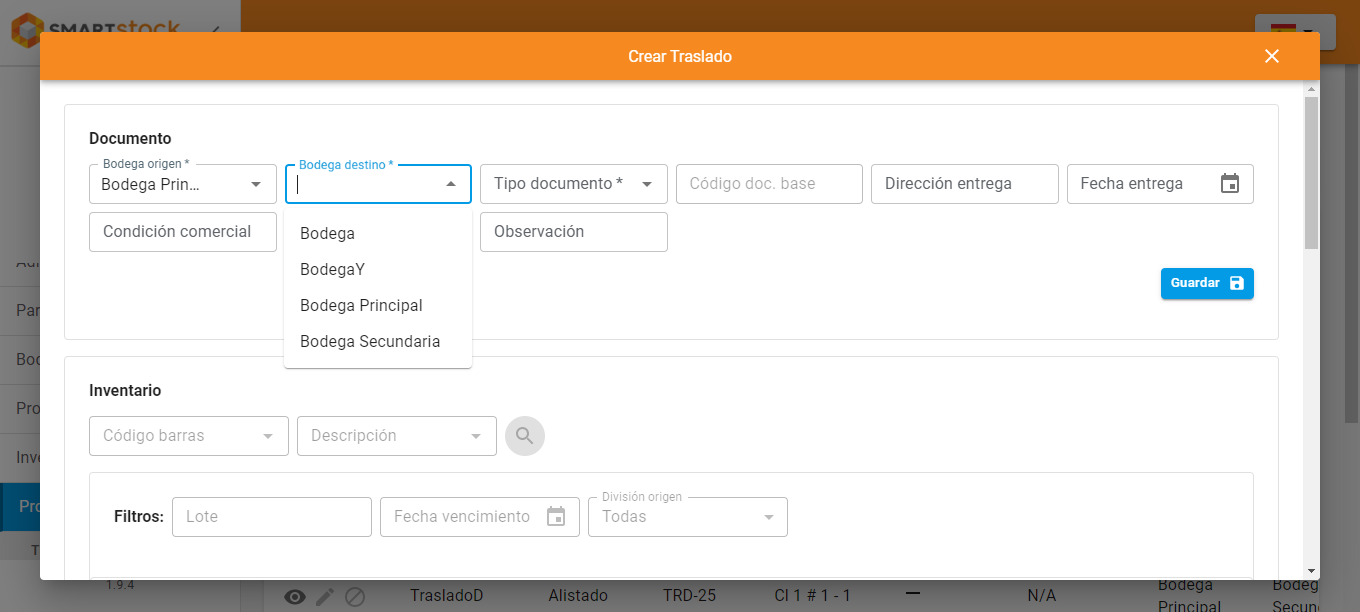 SMARTstock
Crear Traslado
Documento
Bodega origen *
Bodega Prin...
Bodega destino *
Tipo documento *
Código doc. base
Dirección entrega
Fecha entrega
Condición comercial
Observación
Bodega
BodegaY
Bodega Principal
Bodega Secundaria
Guardar
Par
Bod
Pro
Inve
Pro
T
Inventario
Código barras
Descripción
Filtros:
Lote
Fecha vencimiento
División origen
Todas
1.9.4
TrasladoD
Alistado
TRD-25
Cl 1 # 1 - 1
N/A
Bodega
Principal
Bodeg
Secun